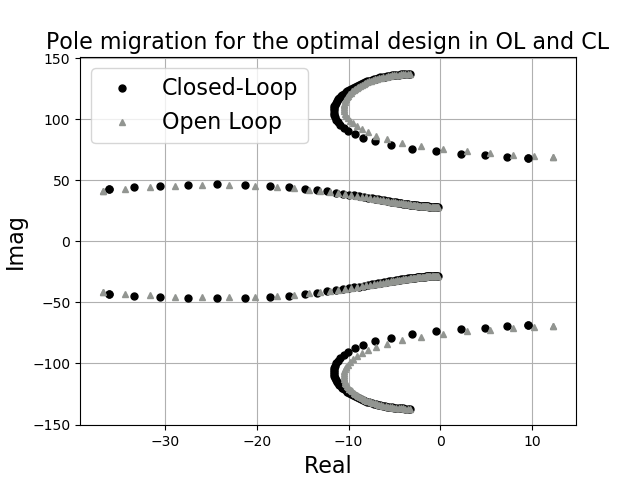 Pole migration for the optimal design in OL and CL
150
100
50
0
−50
−100
−150
Imag
Closed-Loop
Open Loop
−30
−20
−10
0
10
Real